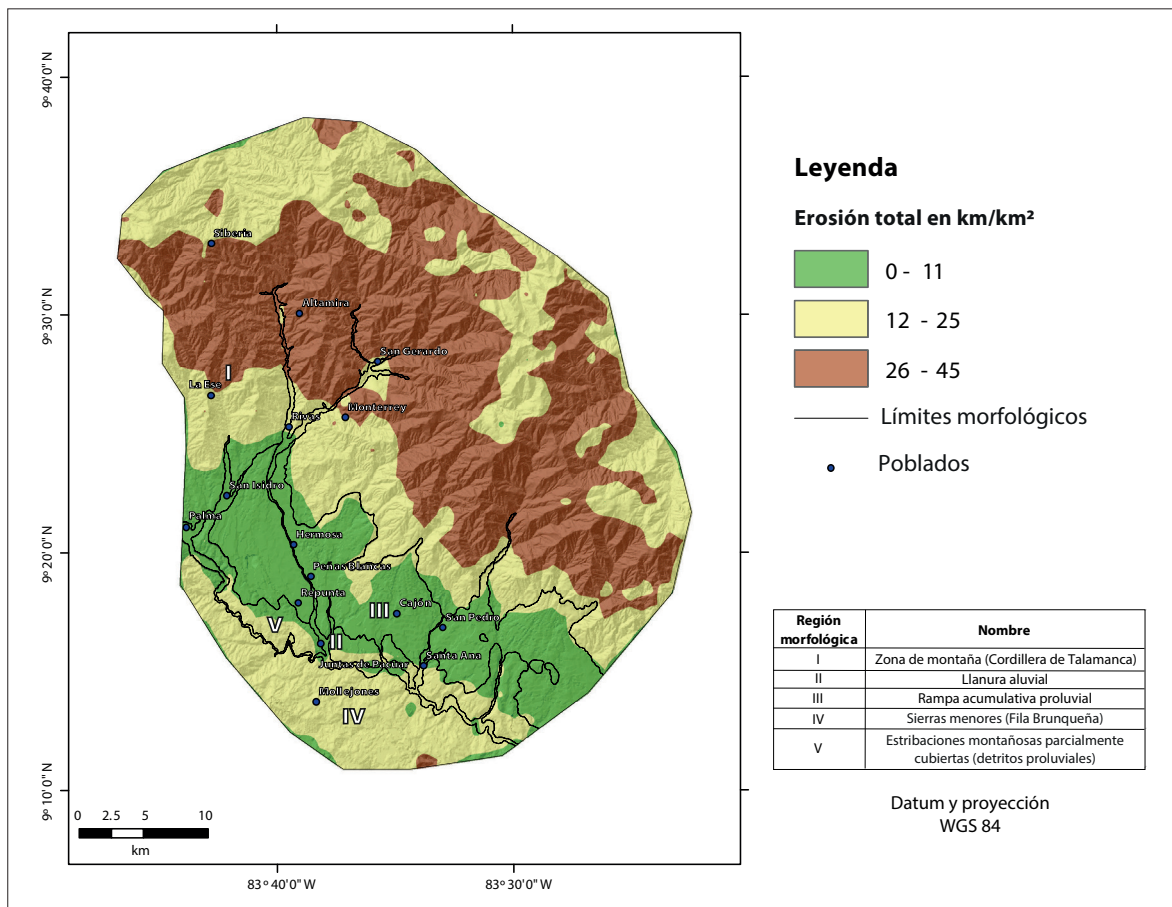 9° 40'0"N
9° 30'0"N
9° 20'0"N
9° 10'0"N
83° 40'0"W
83° 30'0"W
Siberia
Altamira
San Gerardo
I
La Ese
Monterrey
Rivas
San Isidro
Palma
Hermosa
Peñas Blancas
Repunta
III
Cajón
V
San Pedro
II
Juntas de Pacuar
Santa Ana
Mollejones
IV
0 2.5 5 10
km
Leyenda
Erosión total en km/km²
0 - 11
12 - 25
26 - 45
Límites morfológicos
Poblados
Región morfológica Nombre
I Zona de montaña (Cordillera de Talamanca)
II Llanura aluvial
III Rampa acumulativa proluvial
IV Sierras menores (Fila Brunqueña)
V Estribaciones montañosas parcialmente
cubiertas (detritos proluviales)
Datum y proyección
WGS 84